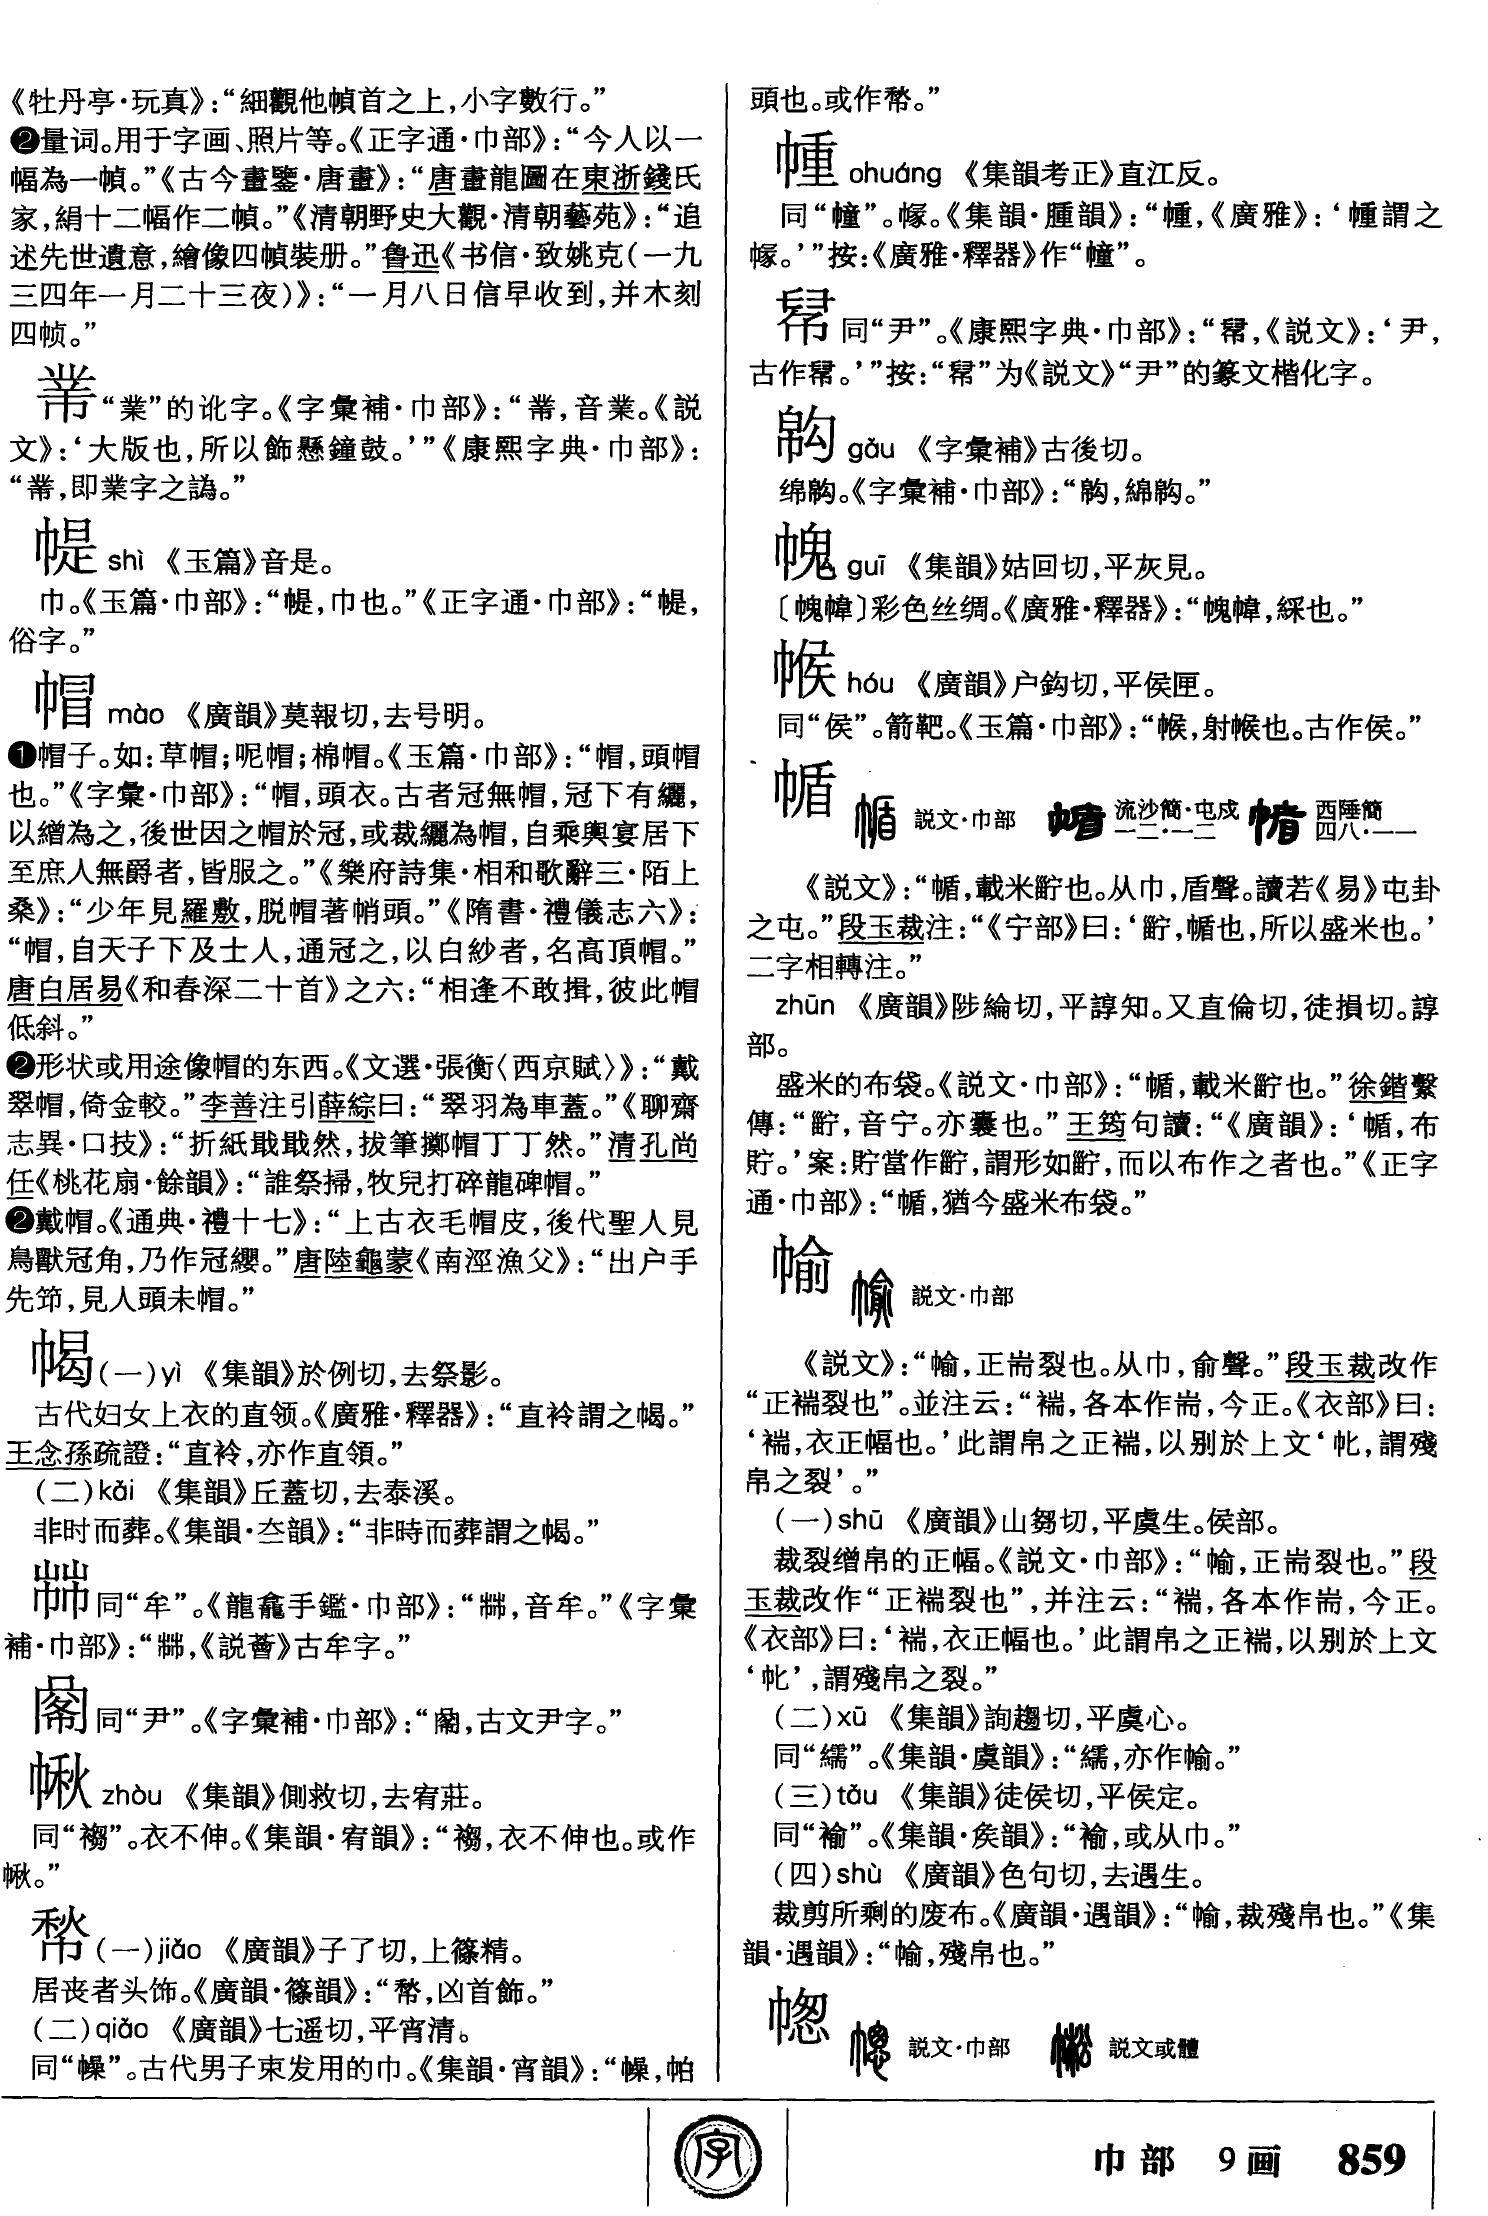 《牡丹亭·玩真》:“細觀他幀首之上,小字數行。”
❷量词。用于字画、照片等。《正字通·巾部》:“今人以一
幅為一幀。”《古今畫鑒·唐畫》:“唐畫龍圖在東浙錢氏
家,絹十二幅作二幀。”《清朝野史大觀·清朝藝苑》:“追
述先世遺意,繪像四幀裝册。”鲁迅《书信·致姚克(一九
三四年一月二十三夜)》:“一月八日信早收到,并木刻
四帧。”
“業”的讹字。《字彙補·巾部》:“,音業。《説
文》:‘大版也,所以飾懸鐘鼓。’”《康熙字典·巾部》:
“,即業字之譌。”
㔭 shì 《玉篇》音是。
巾。《玉篇·巾部》:“,巾也。”《正字通·巾部》:“,
俗字。”
帽 mào 《廣韻》莫報切,去号明。
❶帽子。如:草帽;呢帽;棉帽。《玉篇·巾部》:“帽,頭帽
也。”《字彙·巾部》:“帽,頭衣。古者冠無帽,冠下有纚,
以繒為之,後世因之帽於冠,或裁纚為帽,自乘輿宴居下
至庶人無爵者,皆服之。”《樂府詩集·相和歌辭三·陌上
桑》:“少年見羅敷,脱帽著帩頭。”《隋書·禮儀志六》:
“帽,自天子下及士人,通冠之,以白紗者,名高頂帽。”
唐白居易《和春深二十首》之六:“相逢不敢揖,彼此帽
低斜。”
❷形状或用途像帽的东西。《文選·張衡〈西京賦〉》:“戴
翠帽,倚金較。”李善注引薛綜曰:“翠羽為車蓋。”《聊齋
志異·口技》:“折紙戢戢然,拔筆擲帽丁丁然。”清孔尚
任《桃花扇·餘韻》:“誰祭掃,牧兒打碎龍碑帽。”
❷戴帽。《通典·禮十七》:“上古衣毛帽皮,後代聖人見
鳥獸冠角,乃作冠纓。”唐陸龜蒙《南涇漁父》:“出户手
先笻,見人頭未帽。”
㡤(一)yì 《集韻》於例切,去祭影。
古代妇女上衣的直领。《廣雅·釋器》:“直衿謂之㡤。”
王念孫疏證:“直衿,亦作直領。”
(二)kǎi 《集韻》丘蓋切,去泰溪。
非时而葬。《集韻·夳韻》:“非時而葬謂之㡤。”
同“牟”。《龍龕手鑑·巾部》:“,音牟。”《字彙
補·巾部》:“,《説薈》古牟字。”
同“尹”。《字彙補·巾部》:“,古文尹字。”
㡡 zhòu 《集韻》側救切,去宥莊。
同“襓”。衣不伸。《集韻·宥韻》:“,衣不伸也。或作
㡡。”
幧(一)jiǎo 《廣韻》子了切,上篠精。
居丧者头饰。《廣韻·篠韻》:“,凶首飾。”
(二)qiāo 《廣韻》七遥切,平宵清。
同“幧”。古代男子束发用的巾。《集韻·宵韻》:“幧,帕
頭也。或作。”
㡖 ohuáng 《集韻考正》直江反。
同“幢”。幏。《集韻·腫韻》:“,《廣雅》:‘謂之
幏。’”按:《廣雅·釋器》作“幢”。
同“尹”。《康熙字典·巾部》:“,《説文》:‘尹,
古作。’”按:“”为《説文》“尹”的篆文楷化字。
gǒu 《字彙補》古後切。
绵。《字彙補·巾部》:“,綿。”
guī 《集韻》姑回切,平灰見。
〔幃〕彩色丝绸。《廣雅·釋器》:“幃,綵也。”
帿 hóu 《廣韻》户鈎切,平侯匣。
同“侯”。箭靶。《玉篇·巾部》:“帿,射帿也。古作侯。”
㡒 説文·巾部 流沙簡·屯戍 一二·一二 西陲簡 四八·一一
《説文》:“㡒,載米㡒也。从巾,盾聲。讀若《易》屯卦
之屯。”段玉裁注:“《宁部》曰:‘,㡒也,所以盛米也。’
二字相轉注。”
zhūn 《廣韻》陟綸切,平諄知。又直倫切,徒損切。諄
部。
盛米的布袋。《説文·巾部》:“㡒,載米也。”徐鍇繫
傳:“,音宁。亦囊也。”王筠句讀:“《廣韻》:‘㡒,布
貯。’案:貯當作,謂形如,而以布作之者也。”《正字
通·巾部》:“㡒,猶今盛米布袋。”
㡏 説文·巾部
《説文》:“㡏,正耑裂也。从巾,俞聲。”段玉裁改作
“正褍裂也”。並注云:“褍,各本作耑,今正。《衣部》曰:
‘褍,衣正幅也。’此謂帛之正褍,以别於上文‘㠲,謂殘
帛之裂’。”
(一)shū 《廣韻》山芻切,平虞生。侯部。
裁裂缯帛的正幅。《説文·巾部》:“㡏,正耑裂也。”段
玉裁改作“正褍裂也”,并注云:“褍,各本作耑,今正。
《衣部》曰:‘褍,衣正幅也。’此謂帛之正褍,以别於上文
‘㠲’,謂殘帛之裂。”
(二)xū 《集韻》詢趨切,平虞心。
同“繻”。《集韻·虞韻》:“繻,亦作㡏。”
(三)tǒu 《集韻》徒侯切,平侯定。
同“褕”。《集韻·矦韻》:“褕,或从巾。”
(四)shù 《廣韻》色句切,去遇生。
裁剪所剩的废布。《廣韻·遇韻》:“㡏,裁殘帛也。”《集
韻·遇韻》:“㡏,殘帛也。”
幒 説文·巾部 説文或體
巾部 9画 859